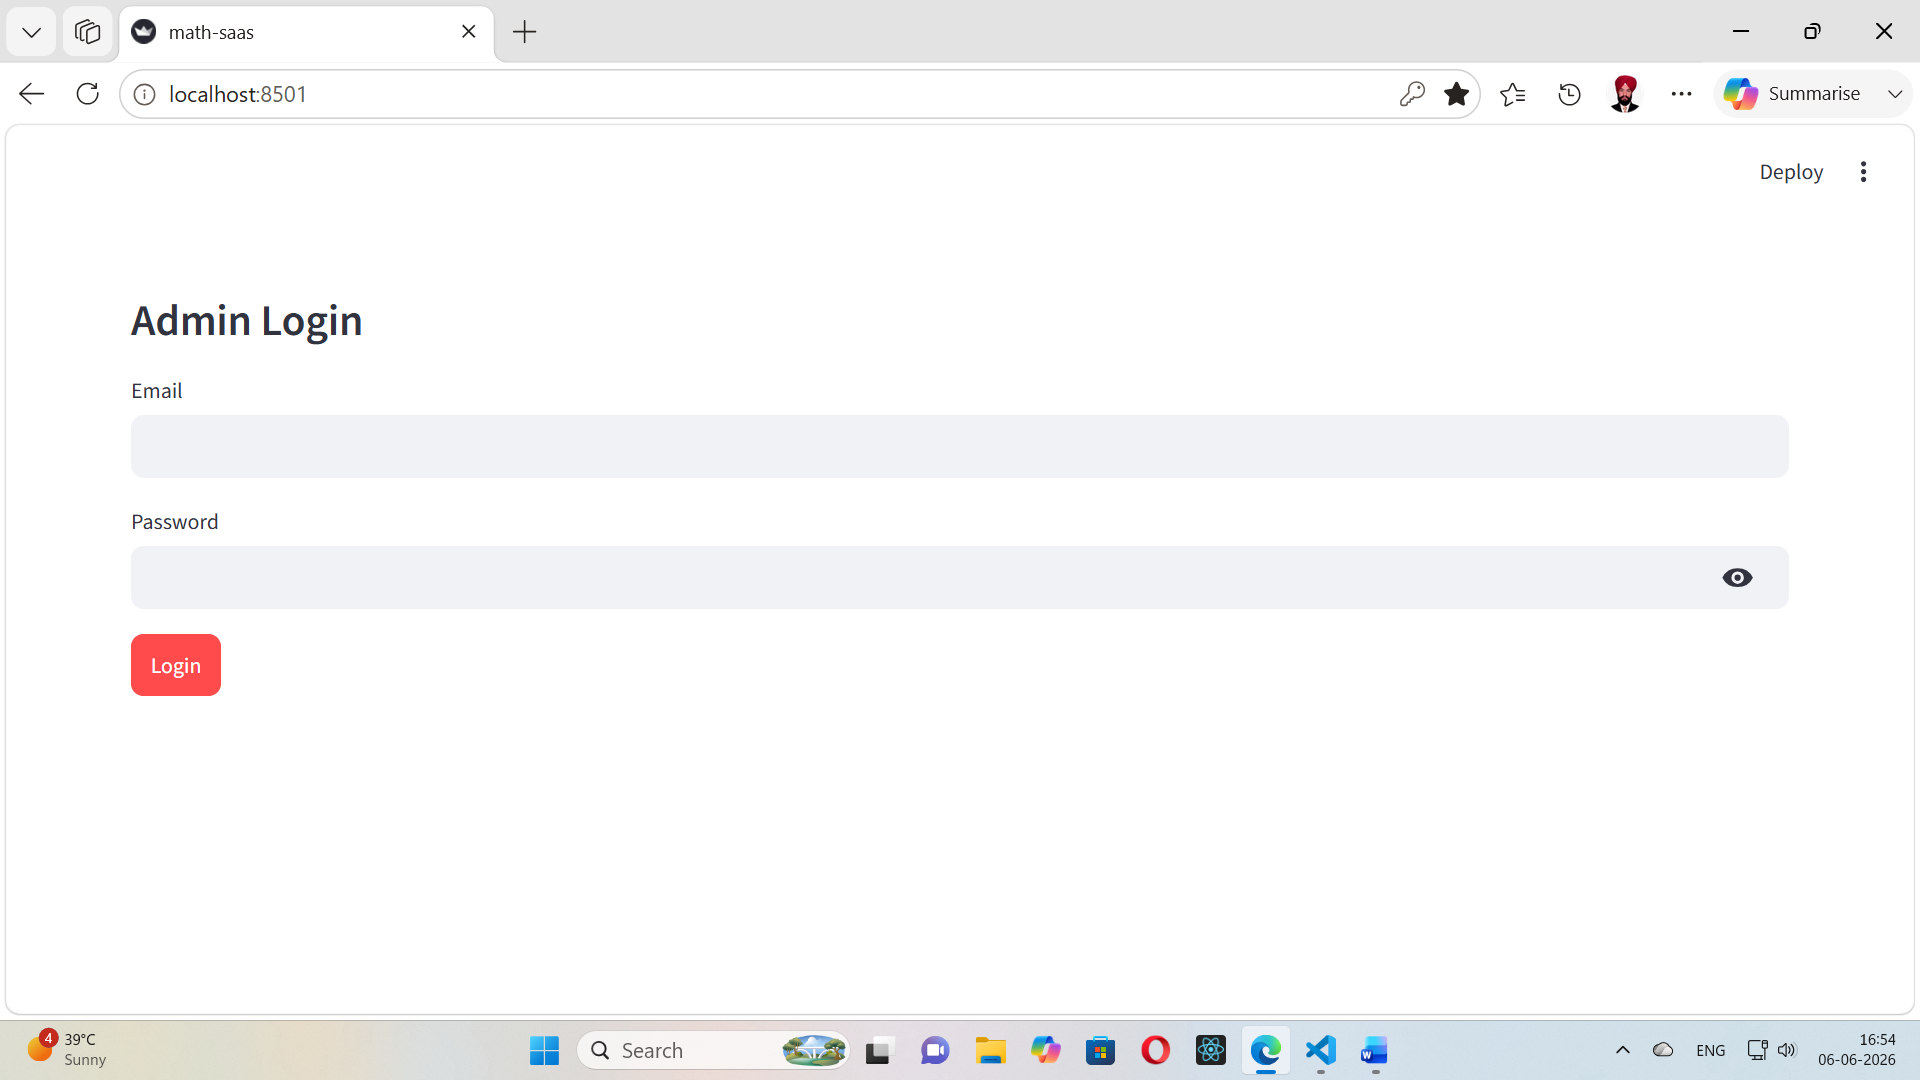 math-saas
localhost:8501
Summarise
Deploy
Admin Login
Email
Password
Login
4
39°C
Sunny
Search
W
ENG
16:54
06-06-2026